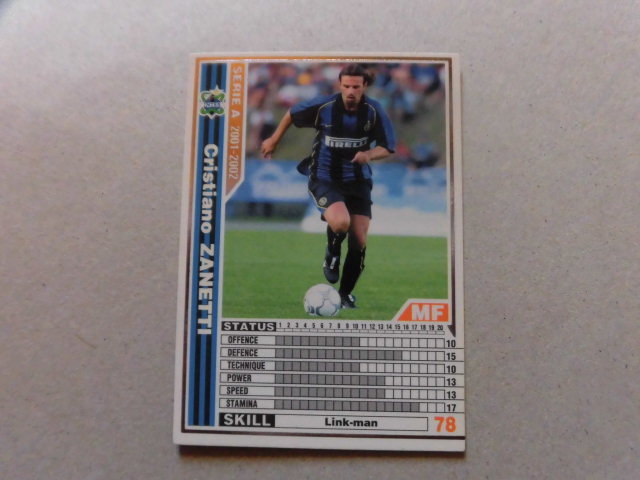 SERIE A 2001-2002
Cristiano ZANETTI
PIRELLI
MF
STATUS 1 2 3 4 5 6 7 8 9 10 11 12 13 14 15 16 17 18 19 20
OFFENCE 10
DEFENCE 15
TECHNIQUE 10
POWER 13
SPEED 13
STAMINA 17
SKILL Link-man 78